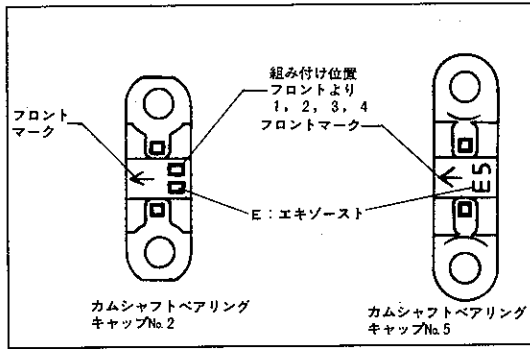 フロント
マーク
組み付け位置
フロントより
1, 2, 3, 4
フロントマーク
E:エキゾースト
E5
カムシャフトベアリング
キャップNo.2
カムシャフトベアリング
キャップNo.5